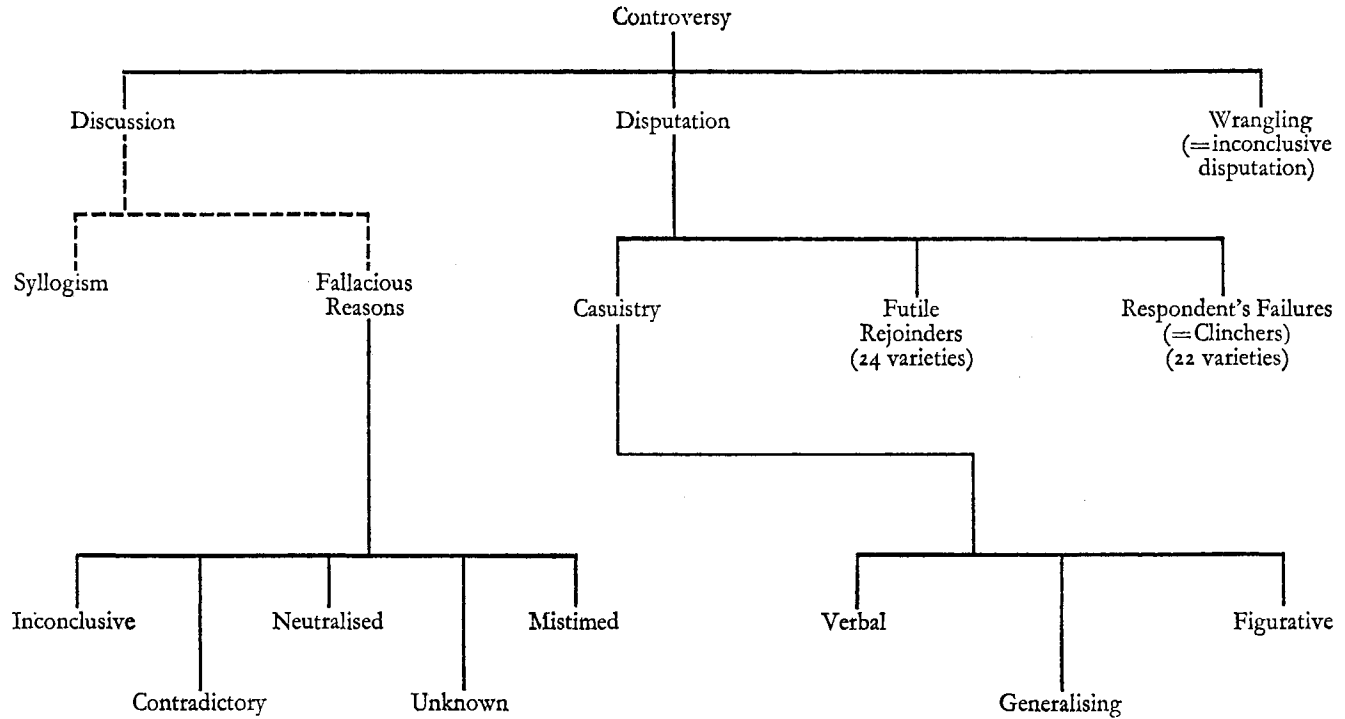 Controversy
Discussion
Disputation
Wrangling
(=inconclusive
disputation)
Syllogism
Fallacious
Reasons
Casuistry
Futile
Rejoinders
(24 varieties)
Respondent's Failures
(=Clinchers)
(22 varieties)
Inconclusive
Neutralised
Mistimed
Verbal
Figurative
Contradictory
Unknown
Generalising